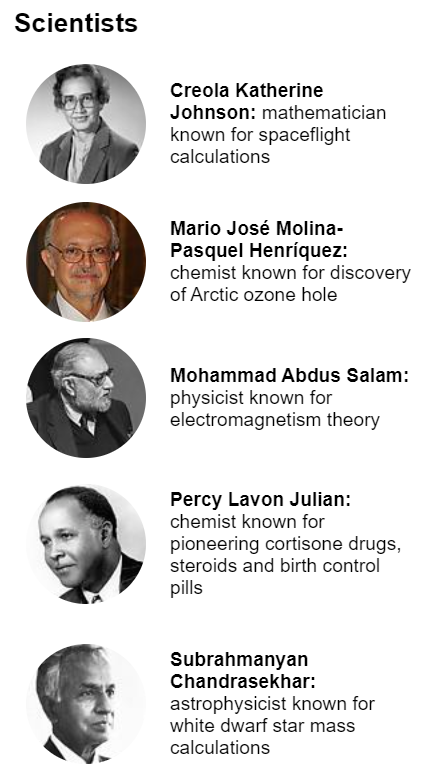 Scientists
Creola Katherine
Johnson: mathematician
known for spaceflight
calculations
Mario José Molina-
Pasquel Henríquez:
chemist known for discovery
of Arctic ozone hole
Mohammad Abdus Salam:
physicist known for
electromagnetism theory
Percy Lavon Julian:
chemist known for
pioneering cortisone drugs,
steroids and birth control
pills
Subrahmanyan
Chandrasekhar:
astrophysicist known for
white dwarf star mass
calculations